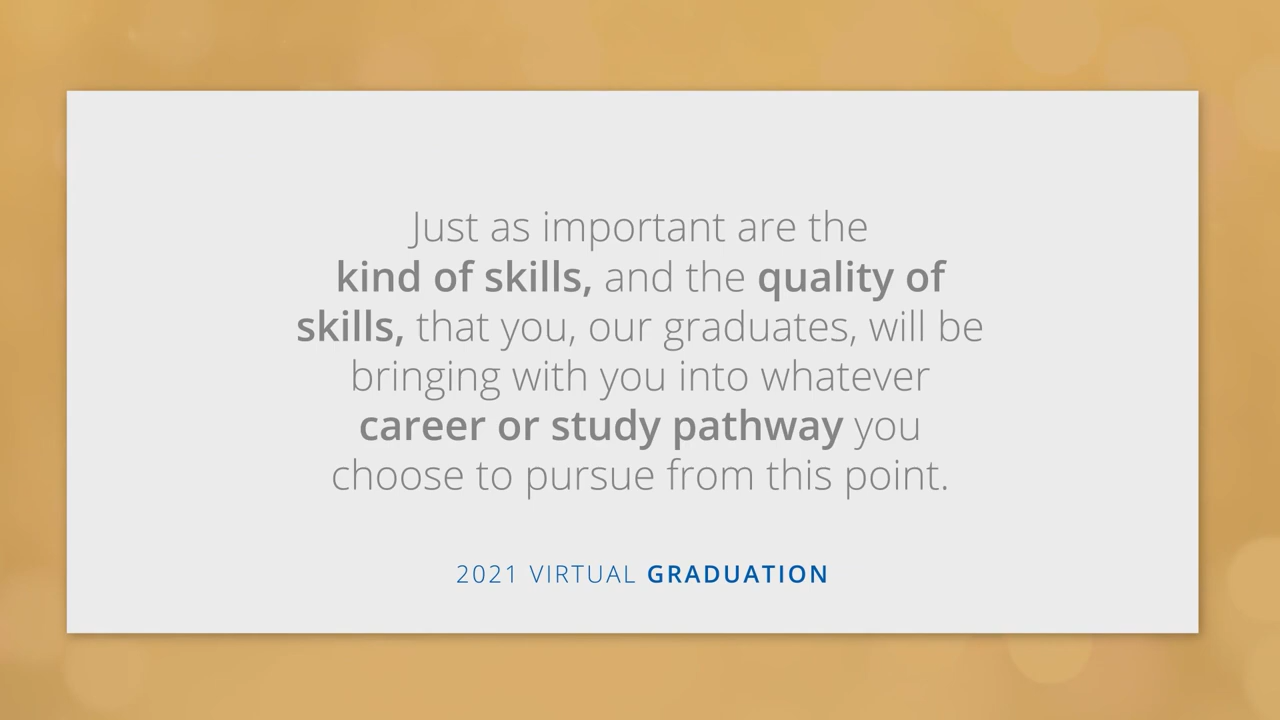 Just as important are the
kind of skills, and the quality of
skills, that you, our graduates, will be
bringing with you into whatever
career or study pathway you
choose to pursue from this point.
2021 VIRTUAL GRADUATION